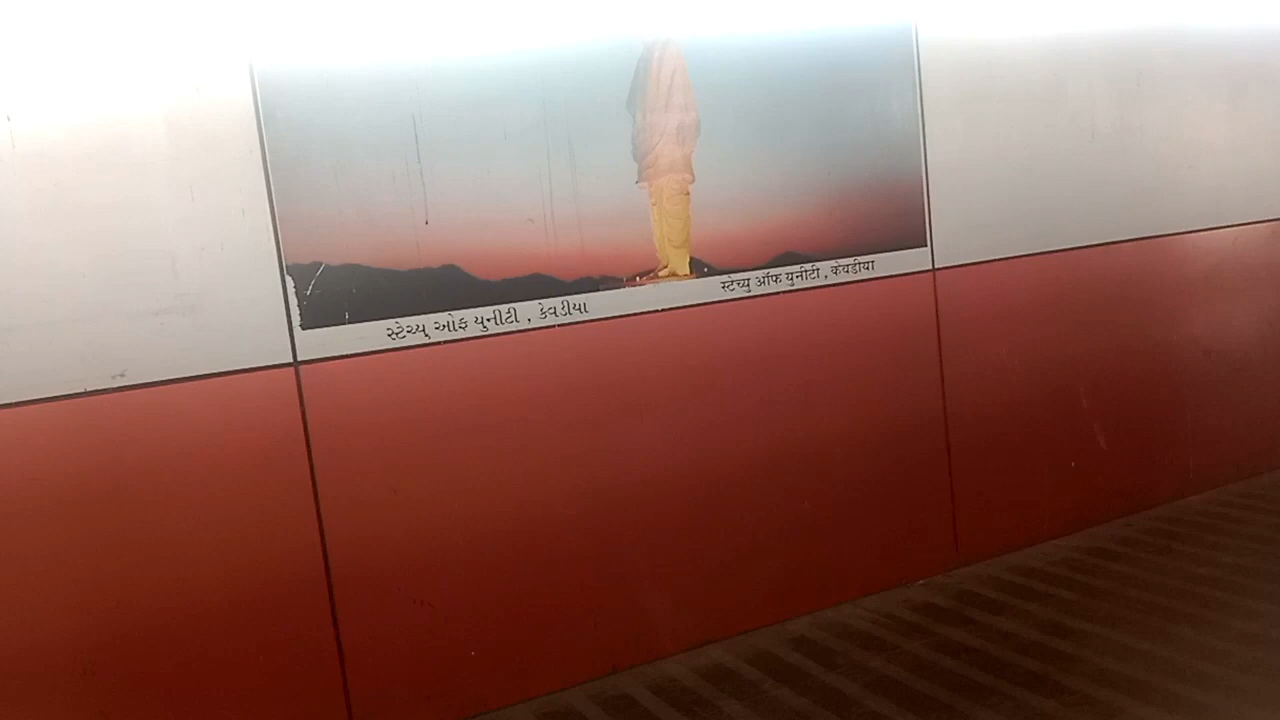 સ્ટેચ્યુ ઓફ યુનીટી , કેવડીયા
स्टेच्यु ऑफ युनीटी , केवडीया